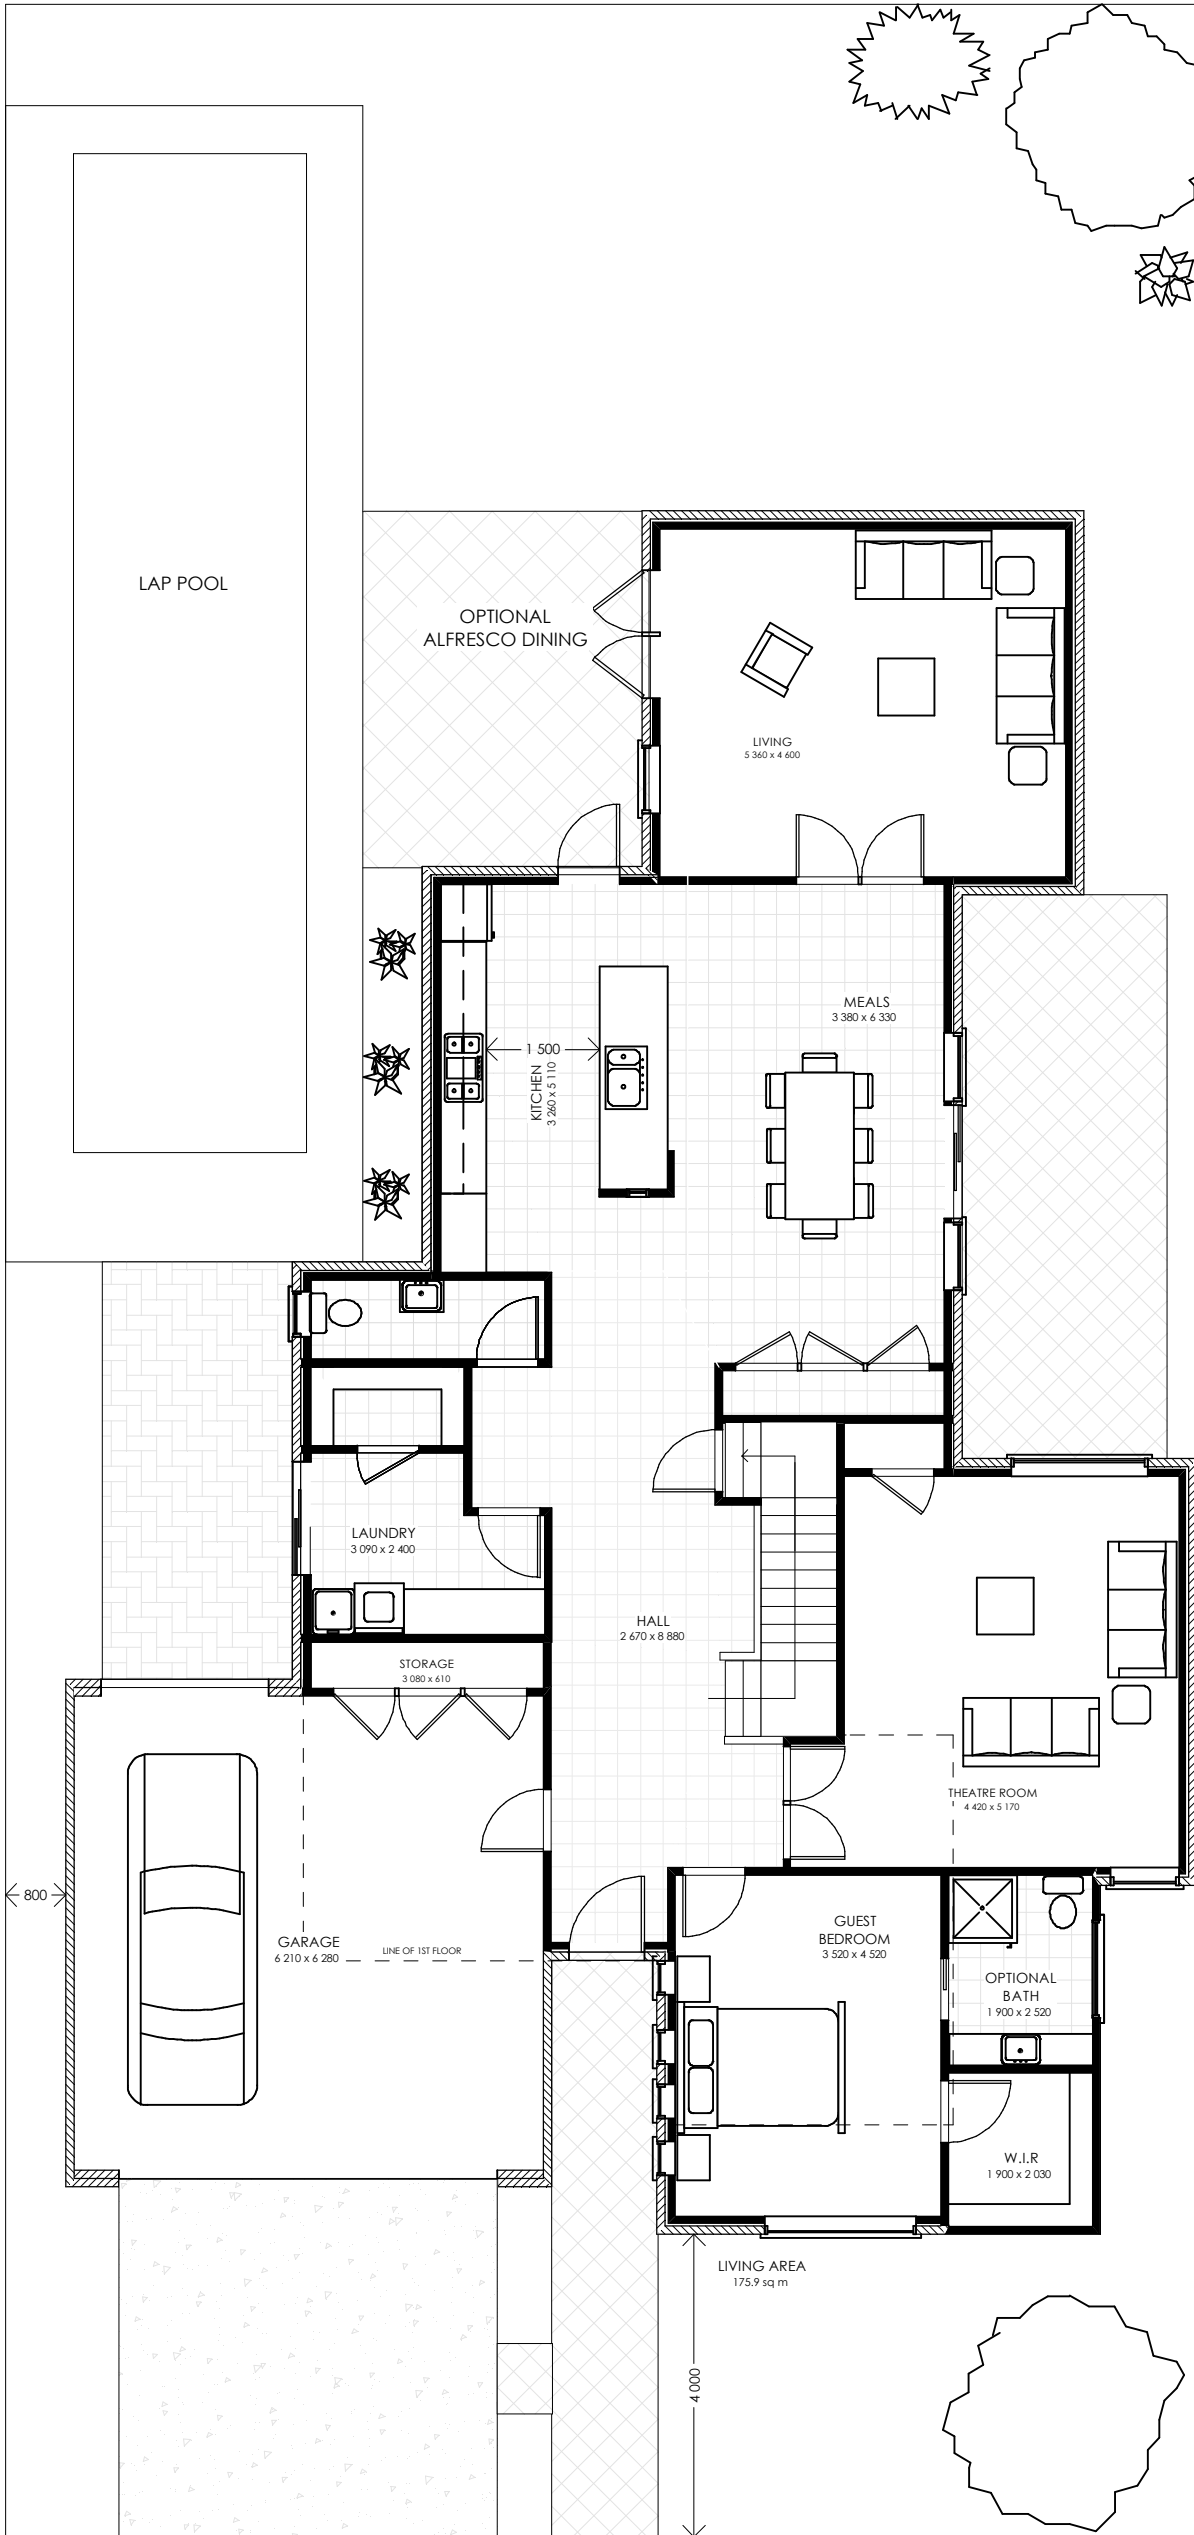 LAP POOL
OPTIONAL
ALFRESCO DINING
LIVING
5 360 x 4 600
MEALS
3 380 x 6 330
1 500
KITCHEN
3 260 x 5 110
LAUNDRY
3 090 x 2 400
HALL
2 670 x 8 880
STORAGE
3 080 x 610
THEATRE ROOM
4 420 x 5 170
800
GARAGE
6 210 x 6 280
LINE OF 1ST FLOOR
GUEST
BEDROOM
3 520 x 4 520
OPTIONAL
BATH
1 900 x 2 520
W.I.R
1 900 x 2 030
LIVING AREA
175.9 sq m
4 000